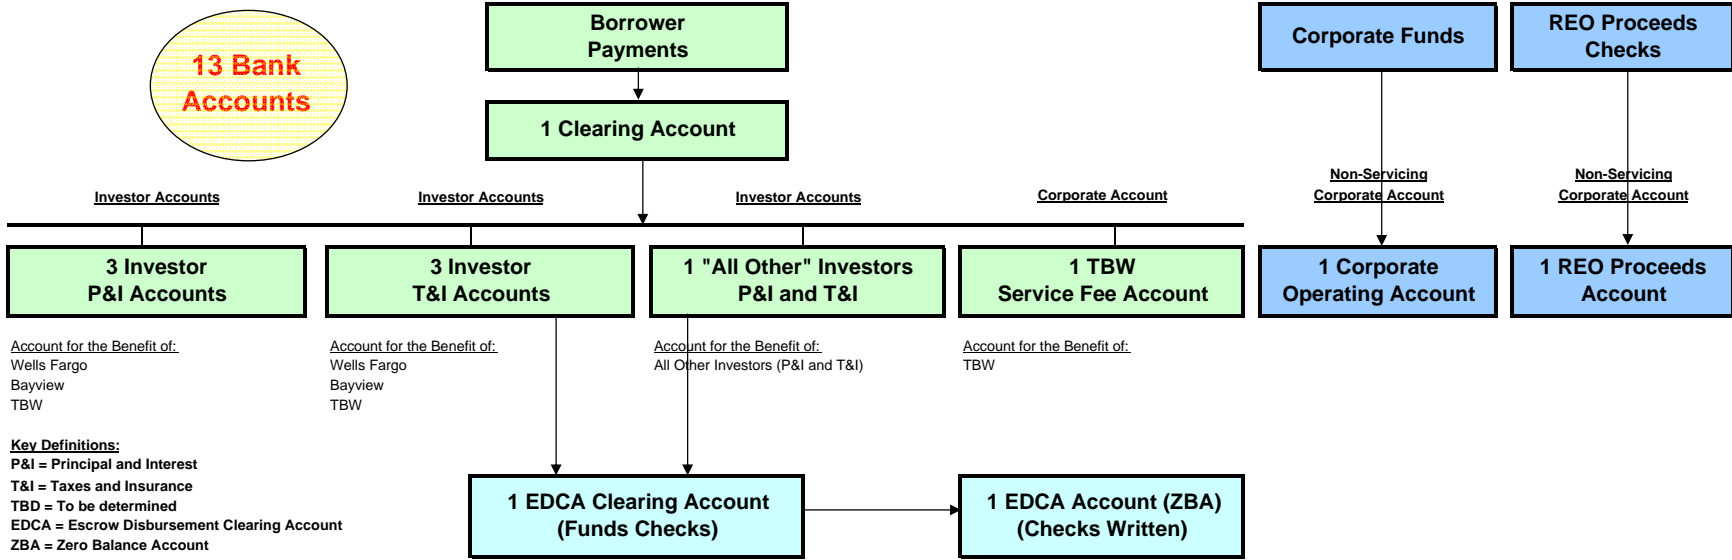 13 Bank
Accounts
Borrower
Payments
Corporate Funds
REO Proceeds
Checks
1 Clearing Account
Investor Accounts
Investor Accounts
Investor Accounts
Corporate Account
Non-Servicing
Corporate Account
Non-Servicing
Corporate Account
3 Investor
P&I Accounts
3 Investor
T&I Accounts
1 "All Other" Investors
P&I and T&I
1 TBW
Service Fee Account
1 Corporate
Operating Account
1 REO Proceeds
Account
Account for the Benefit of:
Wells Fargo
Bayview
TBW
Account for the Benefit of:
Wells Fargo
Bayview
TBW
Account for the Benefit of:
All Other Investors (P&I and T&I)
Account for the Benefit of:
TBW
Key Definitions:
P&I = Principal and Interest
T&I = Taxes and Insurance
TBD = To be determined
EDCA = Escrow Disbursement Clearing Account
ZBA = Zero Balance Account
1 EDCA Clearing Account
(Funds Checks)
1 EDCA Account (ZBA)
(Checks Written)